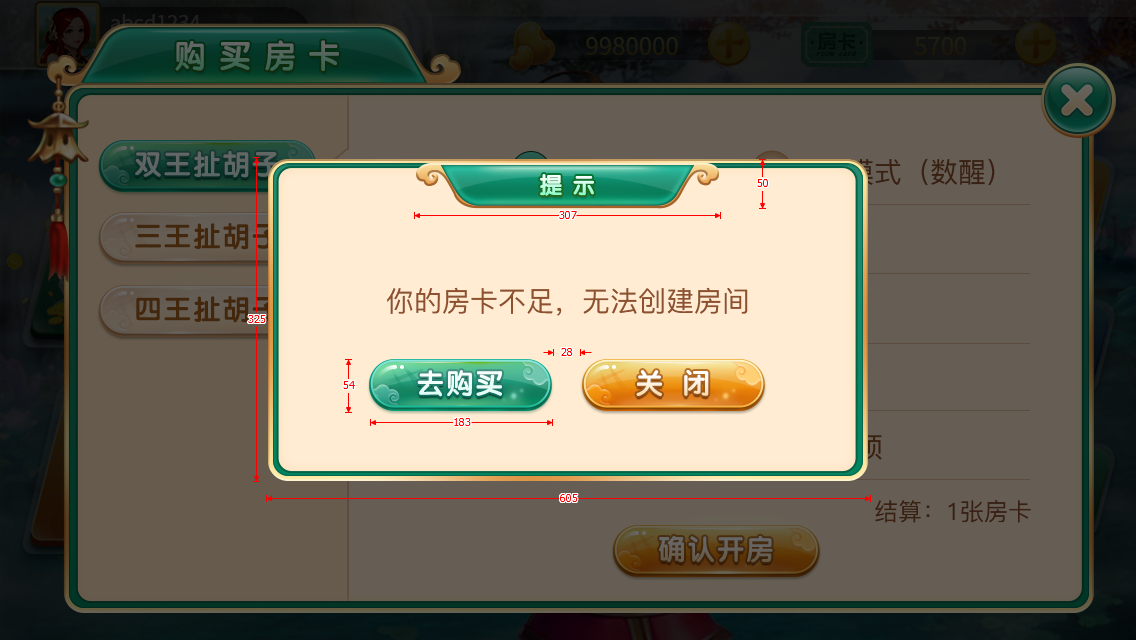 abcd1234
购买房卡
9980000
房卡
5700
双王扯胡子
模式（数醒）
提示
50
307
三王扯胡子
你的房卡不足，无法创建房间
四王扯胡子
325
28
54
去购买
关闭
183
605
结算：1张房卡
确认开房